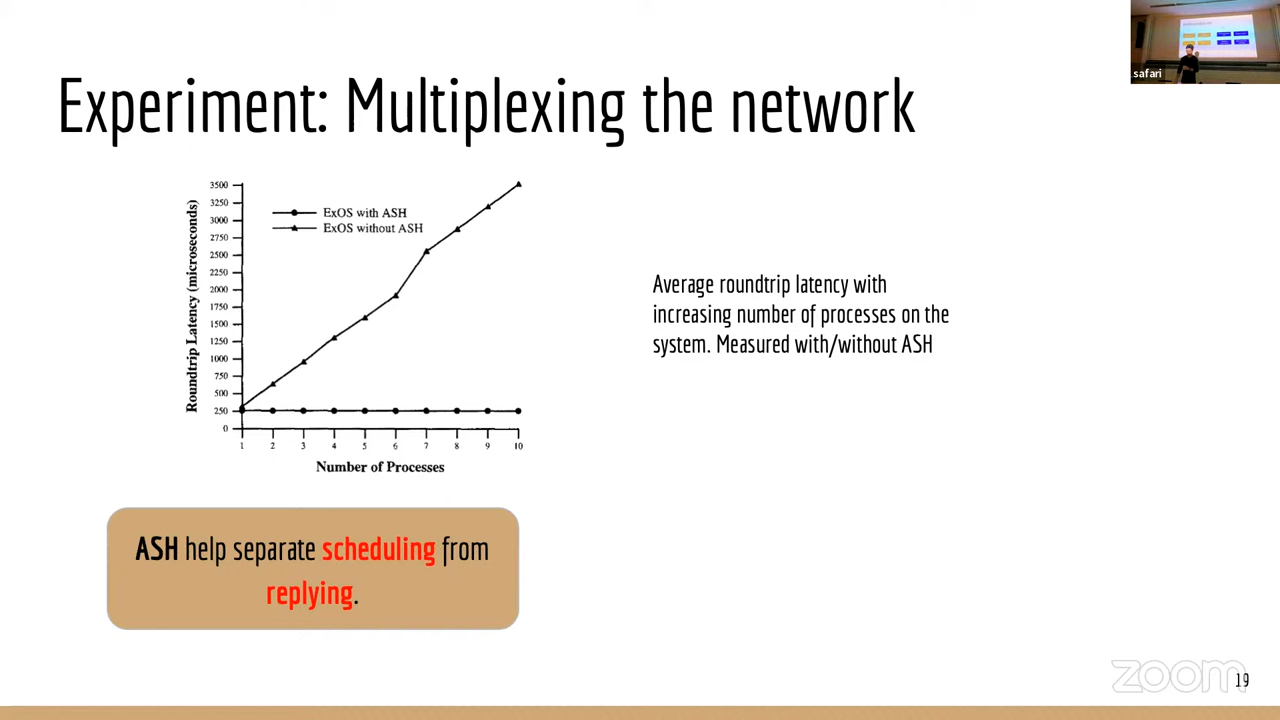 safari
Experiment: Multiplexing the network
3500
3250
3000
2750
2500
2250
2000
1750
1500
1250
1000
750
500
250
0
Roundtrip Latency (microseconds)
ExOS with ASH
ExOS without ASH
1 2 3 4 5 6 7 8 9 10
Number of Processes
Average roundtrip latency with
increasing number of processes on the
system. Measured with/without ASH
ASH help separate scheduling from
replying.
zoom
19